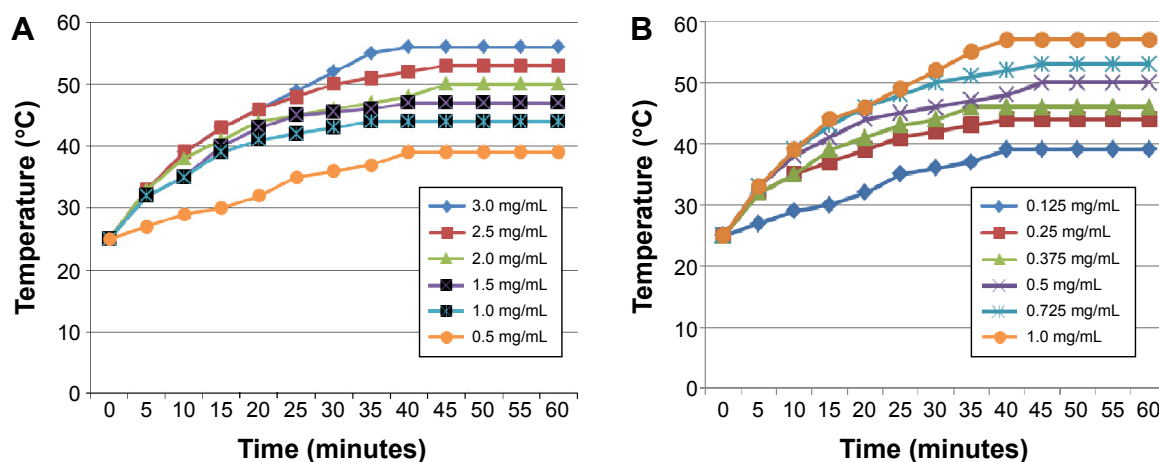 A
Temperature (°C)
60
50
40
30
20
10
0
0 5 10 15 20 25 30 35 40 45 50 55 60
Time (minutes)
3.0 mg/mL
2.5 mg/mL
2.0 mg/mL
1.5 mg/mL
1.0 mg/mL
0.5 mg/mL
B
Temperature (°C)
60
50
40
30
20
10
0
0 5 10 15 20 25 30 35 40 45 50 55 60
Time (minutes)
0.125 mg/mL
0.25 mg/mL
0.375 mg/mL
0.5 mg/mL
0.725 mg/mL
1.0 mg/mL